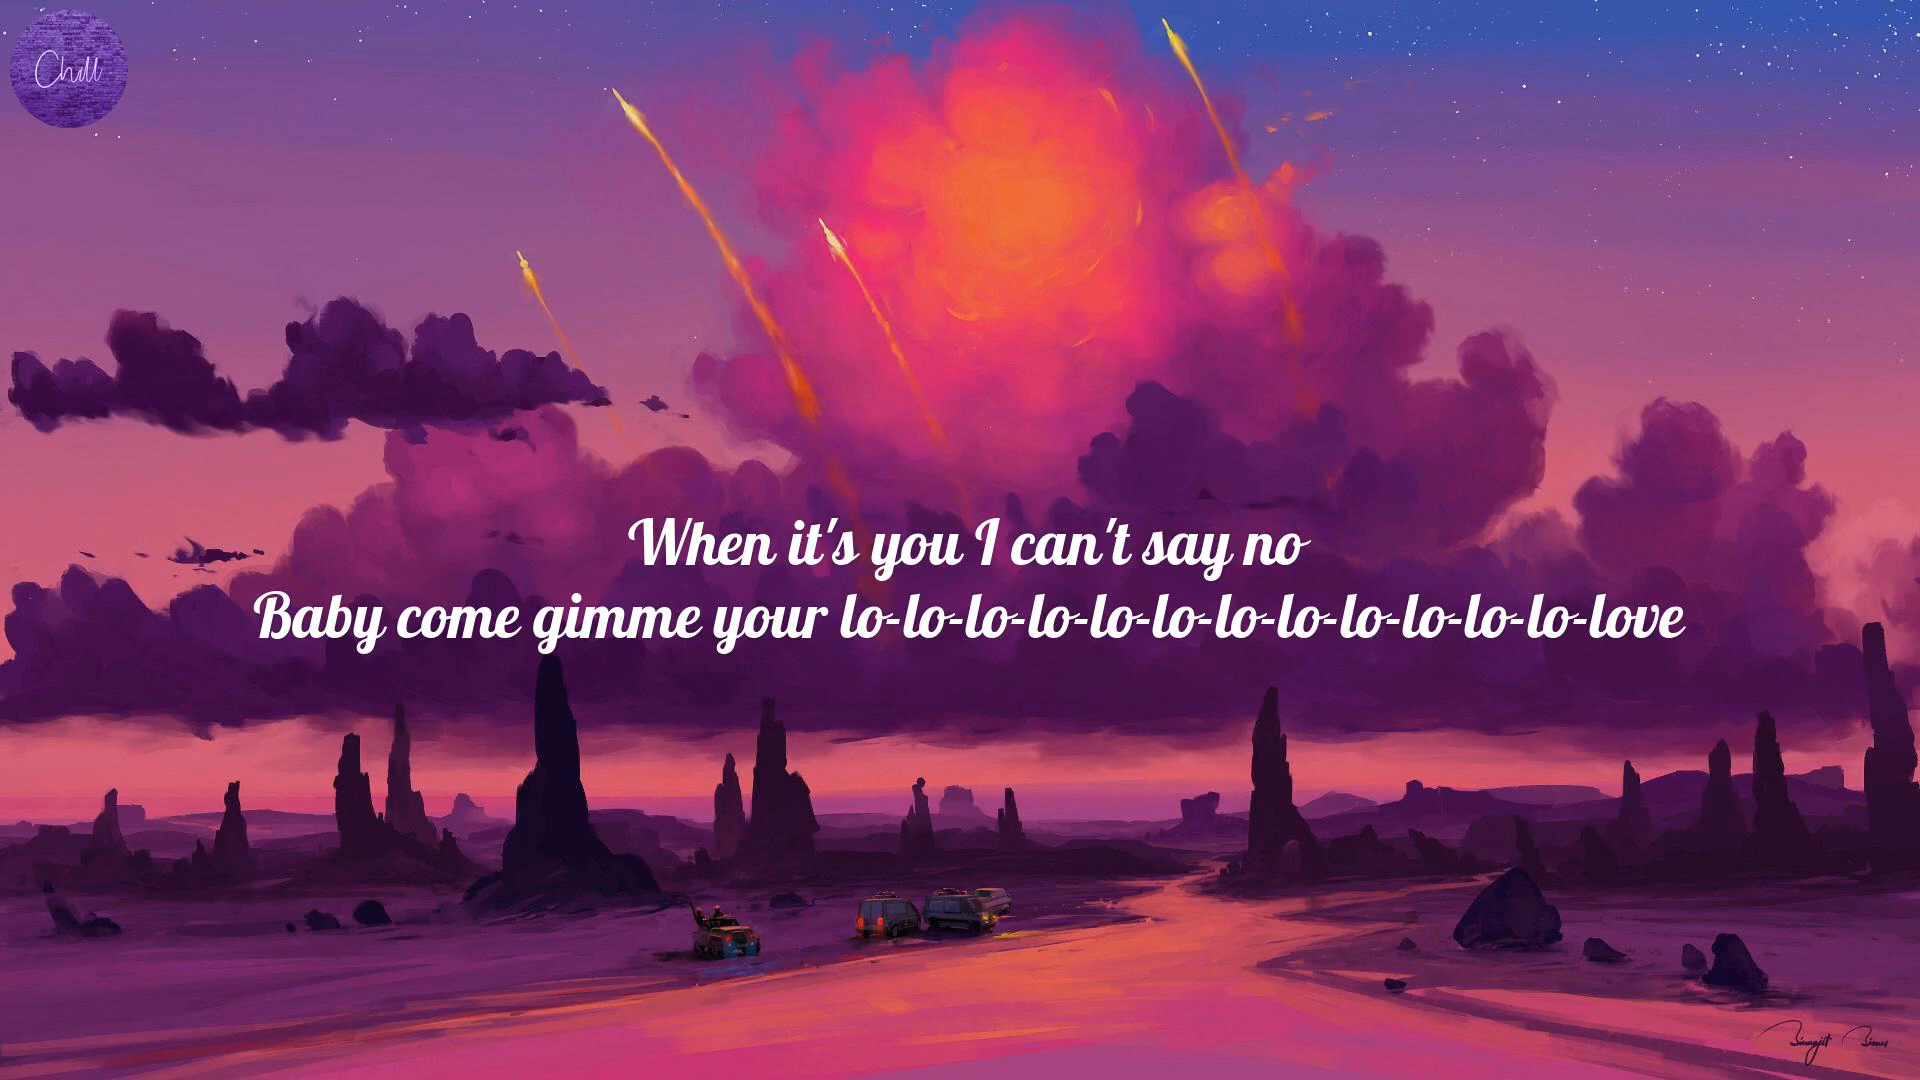 Chill
When it's you I can't say no
Baby come gimme your lo-lo-lo-lo-lo-lo-lo-lo-lo-lo-lo-lo-love